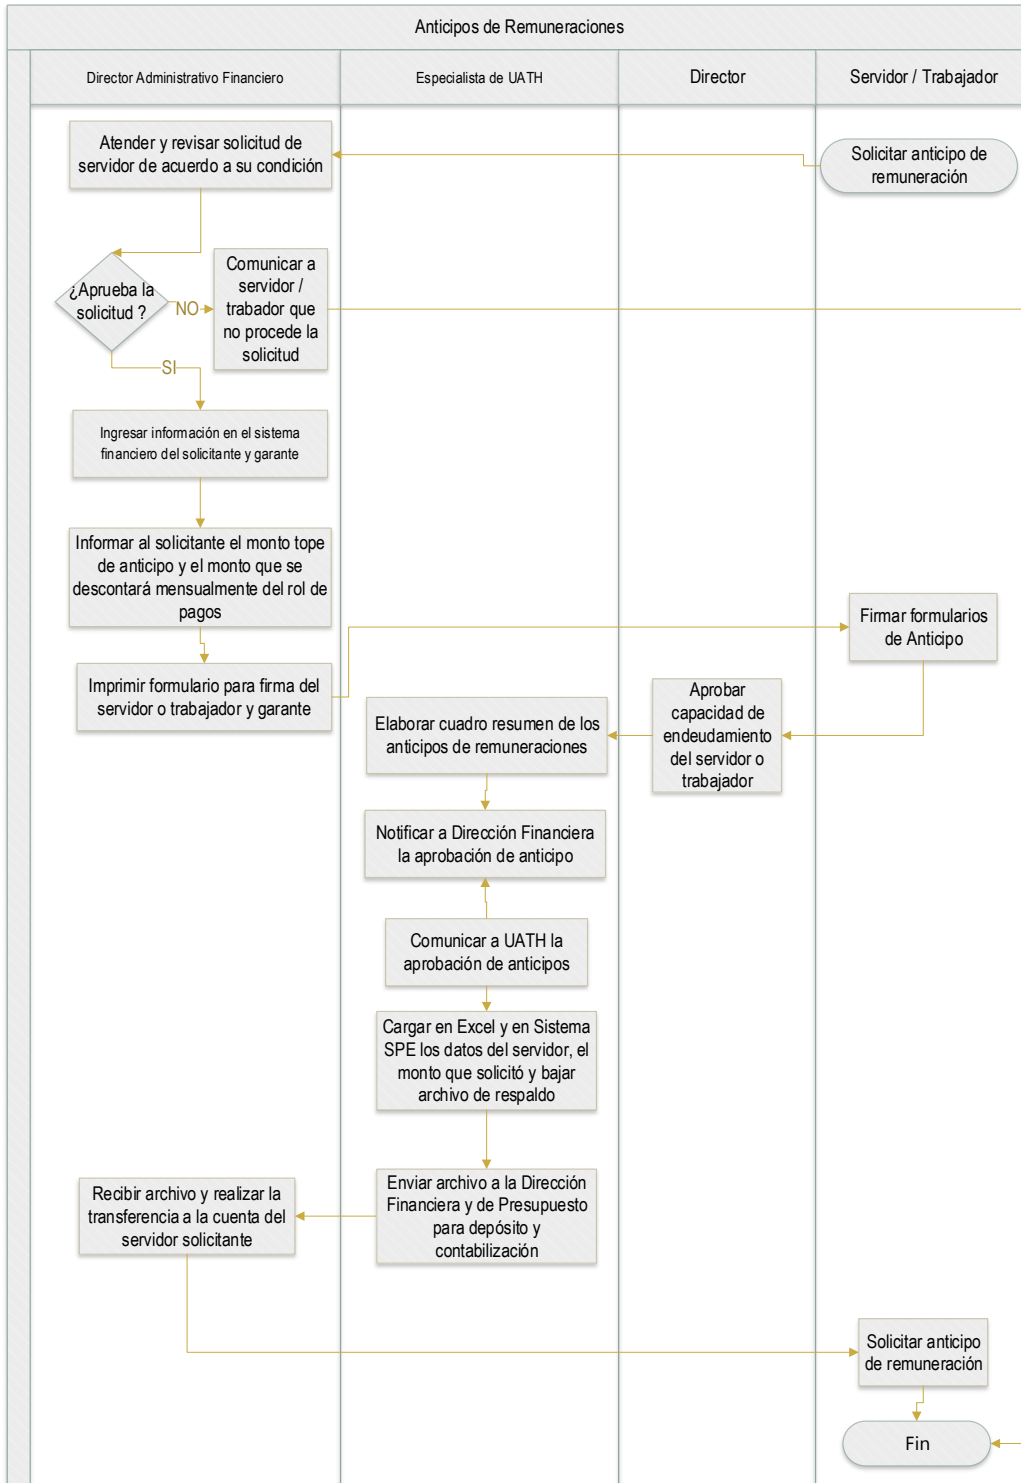 Anticipos de Remuneraciones
Director Administrativo Financiero
Especialista de UATH
Director
Servidor / Trabajador
Atender y revisar solicitud de
servidor de acuerdo a su condición
Solicitar anticipo de
remuneración
¿Aprueba la
solicitud ?
NO
Comunicar a
servidor /
trabador que
no procede la
solicitud
SI
Ingresar información en el sistema
financiero del solicitante y garante
Informar al solicitante el monto tope
de anticipo y el monto que se
descontará mensualmente del rol de
pagos
Imprimir formulario para firma del
servidor o trabajador y garante
Firmar formularios
de Anticipo
Aprobar
capacidad de
endeudamiento
del servidor o
trabajador
Elaborar cuadro resumen de los
anticipos de remuneraciones
Notificar a Dirección Financiera
la aprobación de anticipo
Comunicar a UATH la
aprobación de anticipos
Cargar en Excel y en Sistema
SPE los datos del servidor, el
monto que solicitó y bajar
archivo de respaldo
Enviar archivo a la Dirección
Financiera y de Presupuesto
para depósito y
contabilización
Recibir archivo y realizar la
transferencia a la cuenta del
servidor solicitante
Solicitar anticipo
de remuneración
Fin